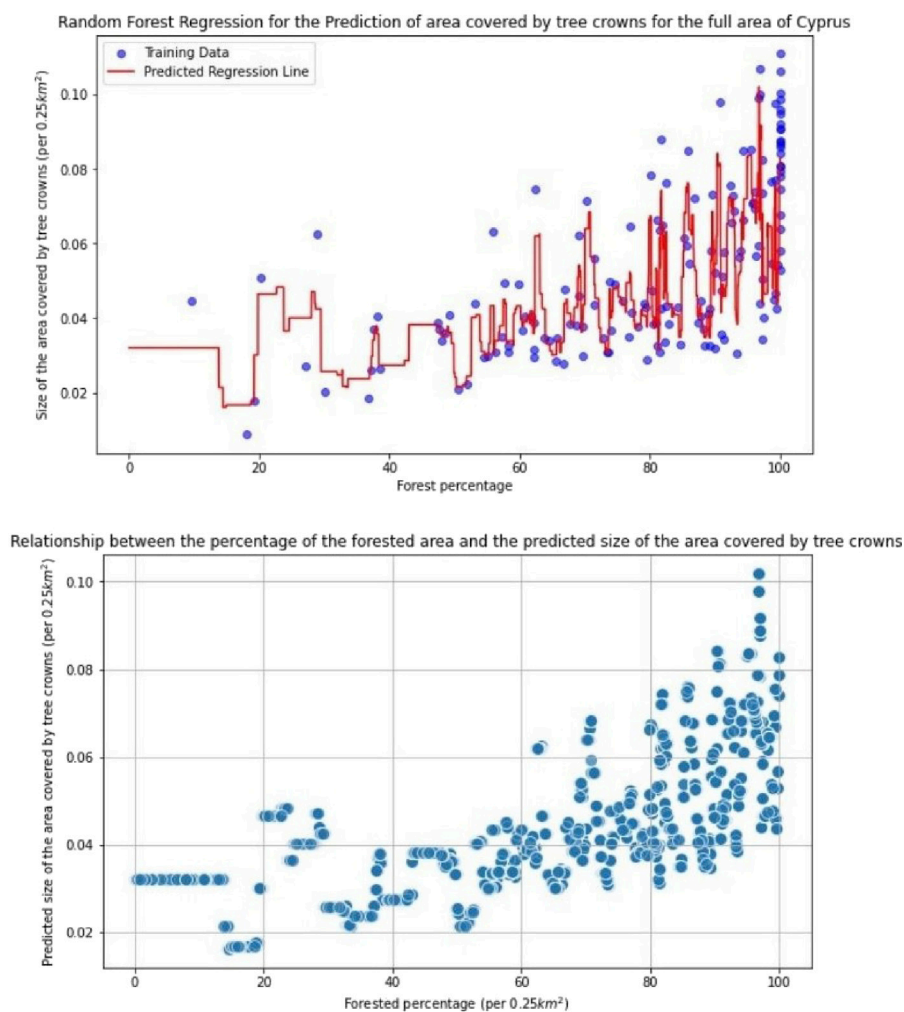 Random Forest Regression for the Prediction of area covered by tree crowns for the full area of Cyprus
Training Data
Predicted Regression Line
Size of the area covered by tree crowns (per 0.25km²)
0.10
0.08
0.06
0.04
0.02
0 20 40 60 80 100
Forest percentage
Relationship between the percentage of the forested area and the predicted size of the area covered by tree crowns
Predicted size of the area covered by tree crowns (per 0.25km²)
0.10
0.08
0.06
0.04
0.02
0 20 40 60 80 100
Forested percentage (per 0.25km²)